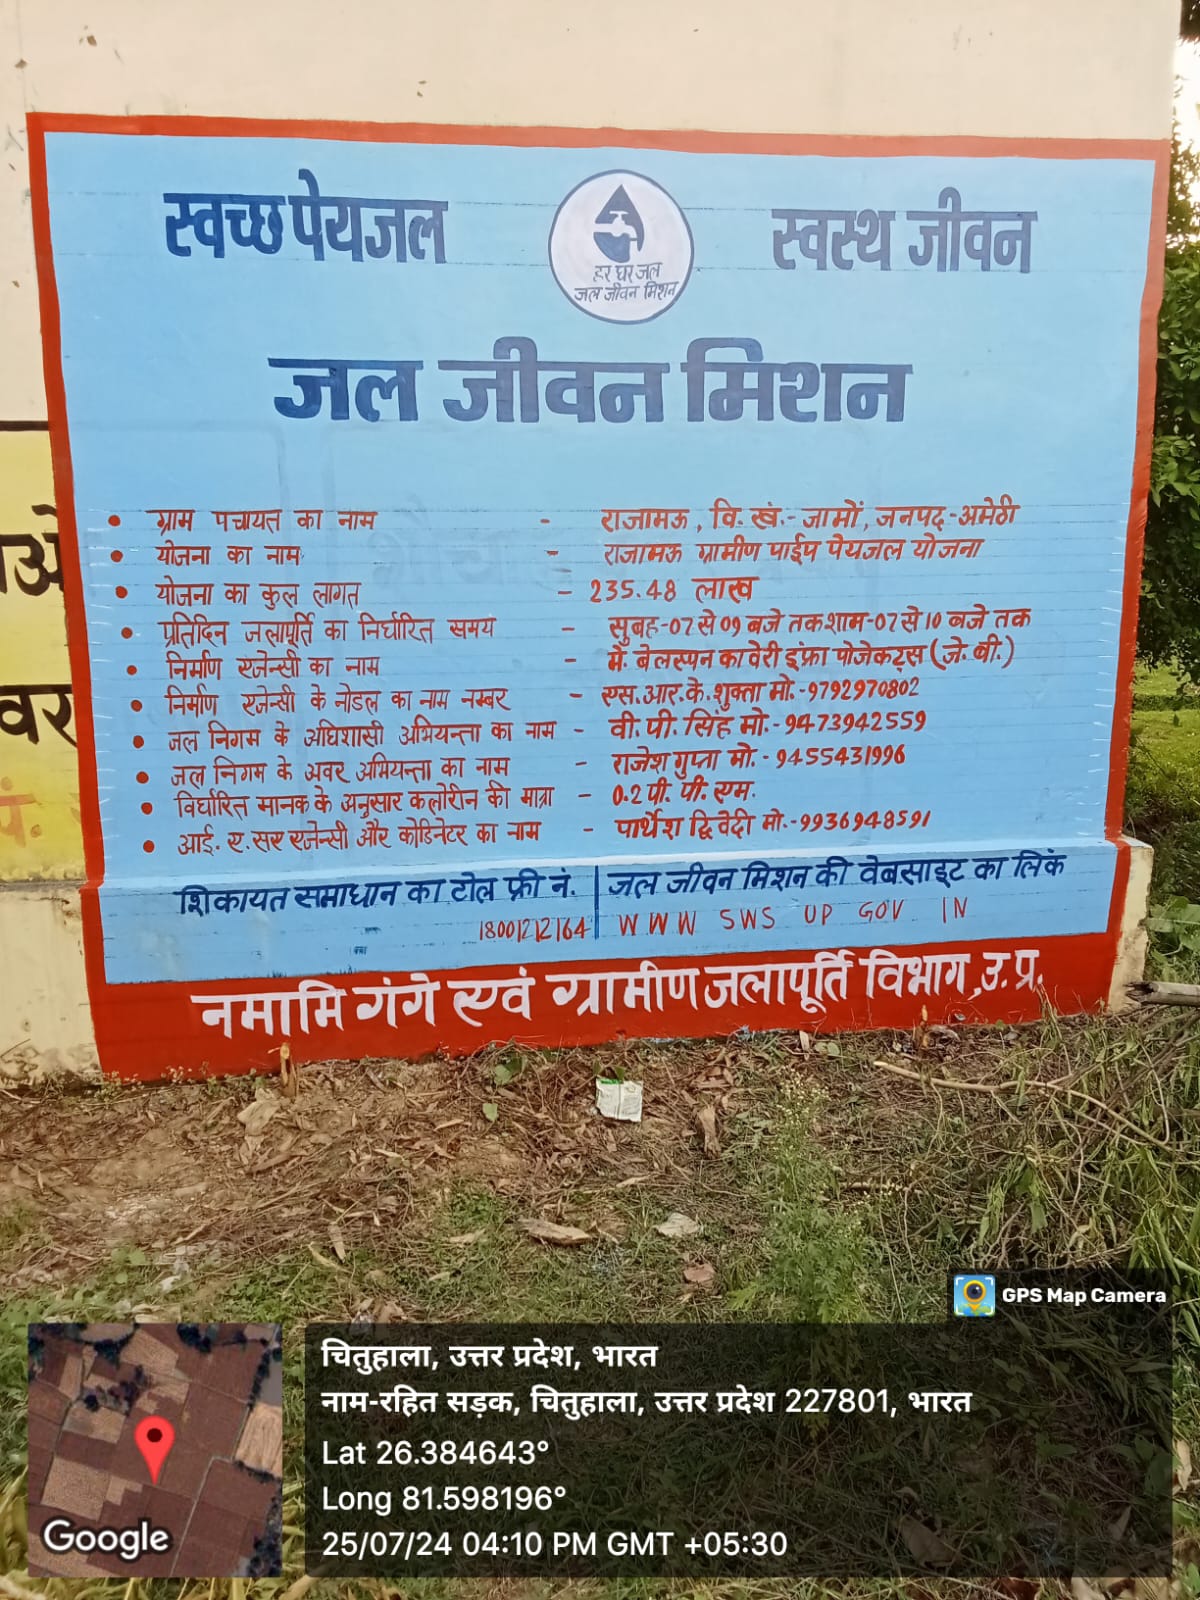 स्वच्छ पेयजल
हर घर जल
जल जीवन मिशन
स्वस्थ जीवन
जल जीवन मिशन
• ग्राम पंचायत का नाम - राजामऊ, वि. खं.- जामों, जनपद-अमेठी
• योजना का नाम - राजामऊ ग्रामीण पाईप पेयजल योजना
• योजना का कुल लागत - 235.48 लाख
• प्रतिदिन जलापूर्ति का निर्धारित समय - सुबह-07 से 09 बजे तक शाम-07 से 10 बजे तक
• निर्माण एजेन्सी का नाम - मे. बेलस्पन कावेरी इंफ्रा पोजेकट्स (जे. वी.)
• निर्माण एजेन्सी के नोडल का नाम नम्बर - एस. आर. के. शुक्ता मो.-9792970802
• जल निगम के अधिशासी अभियन्ता का नाम - वी. पी. सिंह मो.-9473942559
• जल निगम के अवर अभियन्ता का नाम - राजेश गुप्ता मो.-9455431996
• विर्धारित मानक के अनुसार कलोरीन की मात्रा - 0.2 पी. पी. एम.
• आई. ए. सए एजेन्सी और कोडिनेटर का नाम - पार्थेश द्विवेदी मो.-9936948591
शिकायत समाधान का टोल फ्री नं. | जल जीवन मिशन की वेबसाइट का लिंक
18001212164 WWW SWS UP GOV IN
नमामि गंगे एवं ग्रामीण जलापूर्ति विभाग, उ. प्र.
GPS Map Camera
चितुहाला, उत्तर प्रदेश, भारत
नाम-रहित सड़क, चितुहाला, उत्तर प्रदेश 227801, भारत
Lat 26.384643°
Long 81.598196°
25/07/24 04:10 PM GMT +05:30
Google